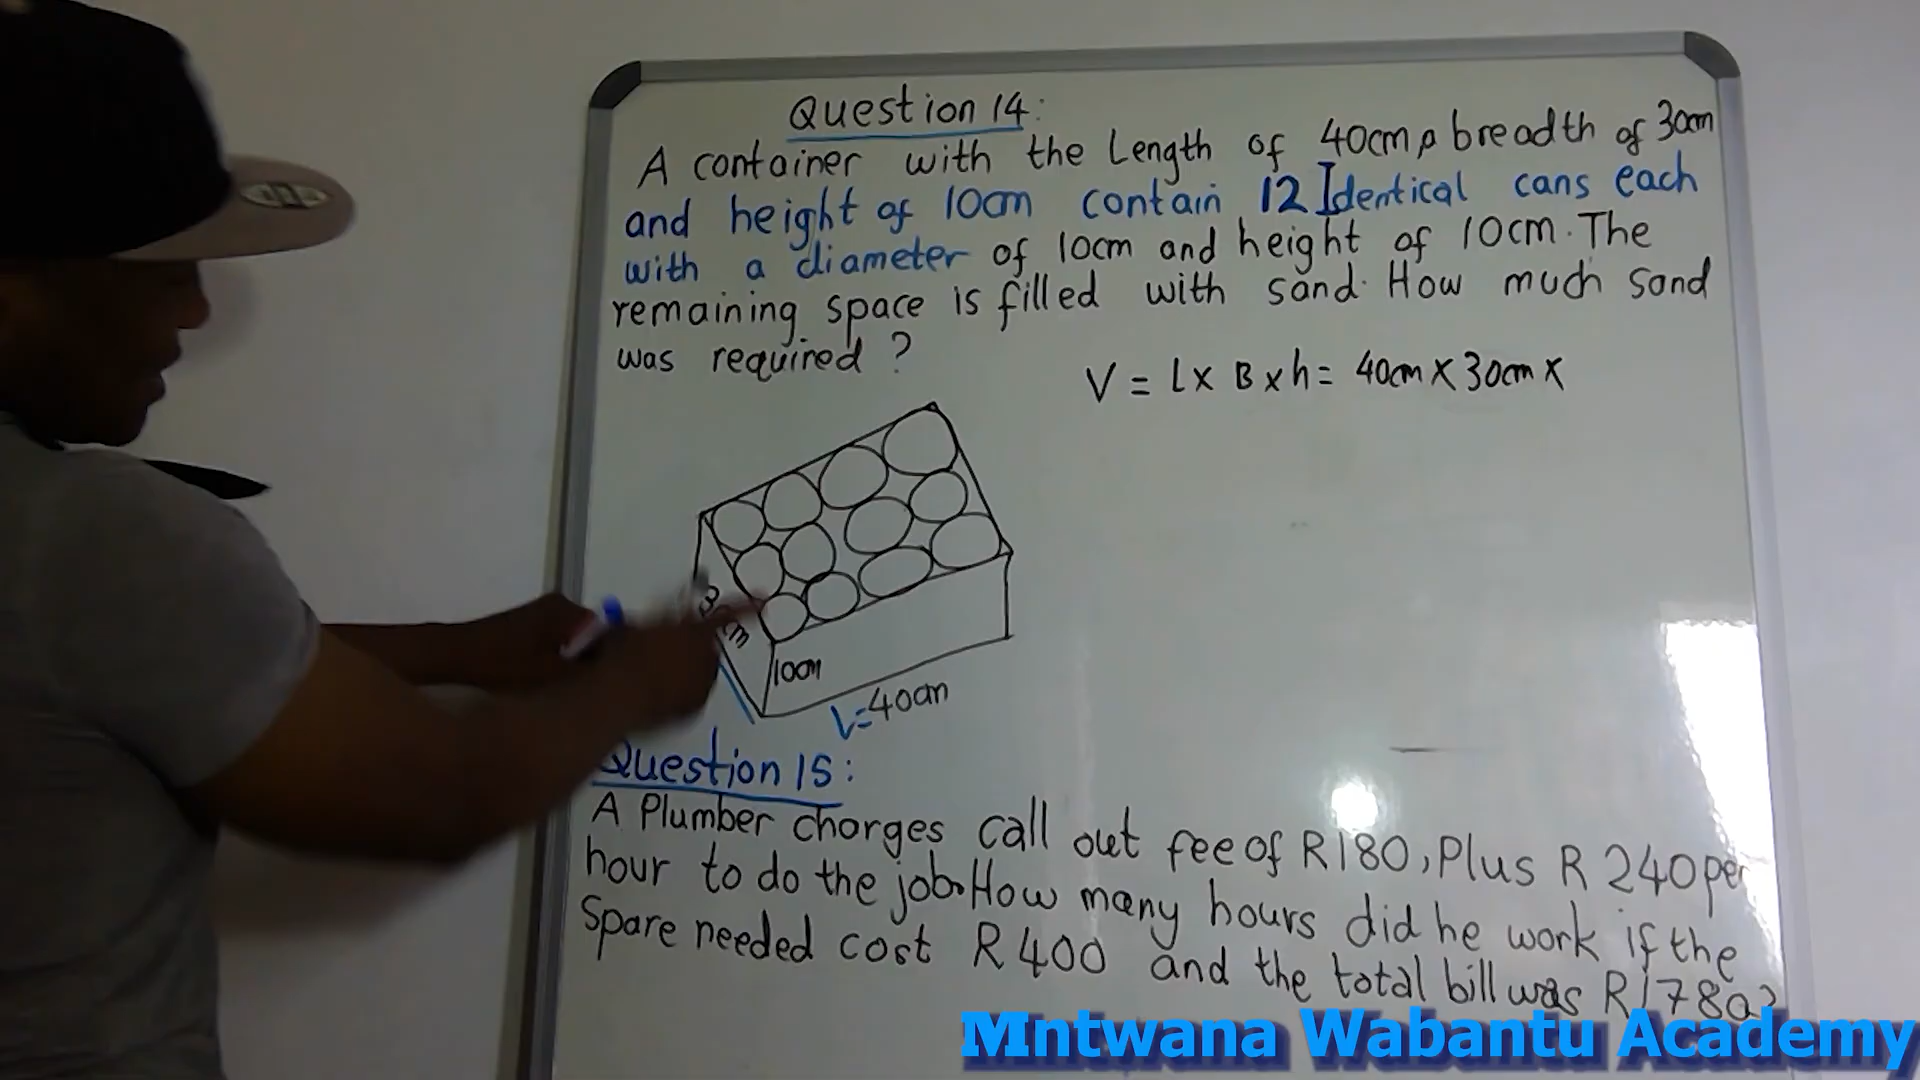 Question 14:
A container with the Length of 40cm, breadth of 30cm
and height of 10cm contain 12 Identical cans each
with a diameter of 10cm and height of 10cm. The
remaining space is filled with sand. How much sand
was required?
V = L x B x h = 40cm x 30cm x
10cm
L=40cm
Question 15:
A Plumber charges call out fee of R180, Plus R 240 per
hour to do the job. How many hours did he work if the
Spare needed cost R400 and the total bill was R1780?
Mntwana Wabantu Academy